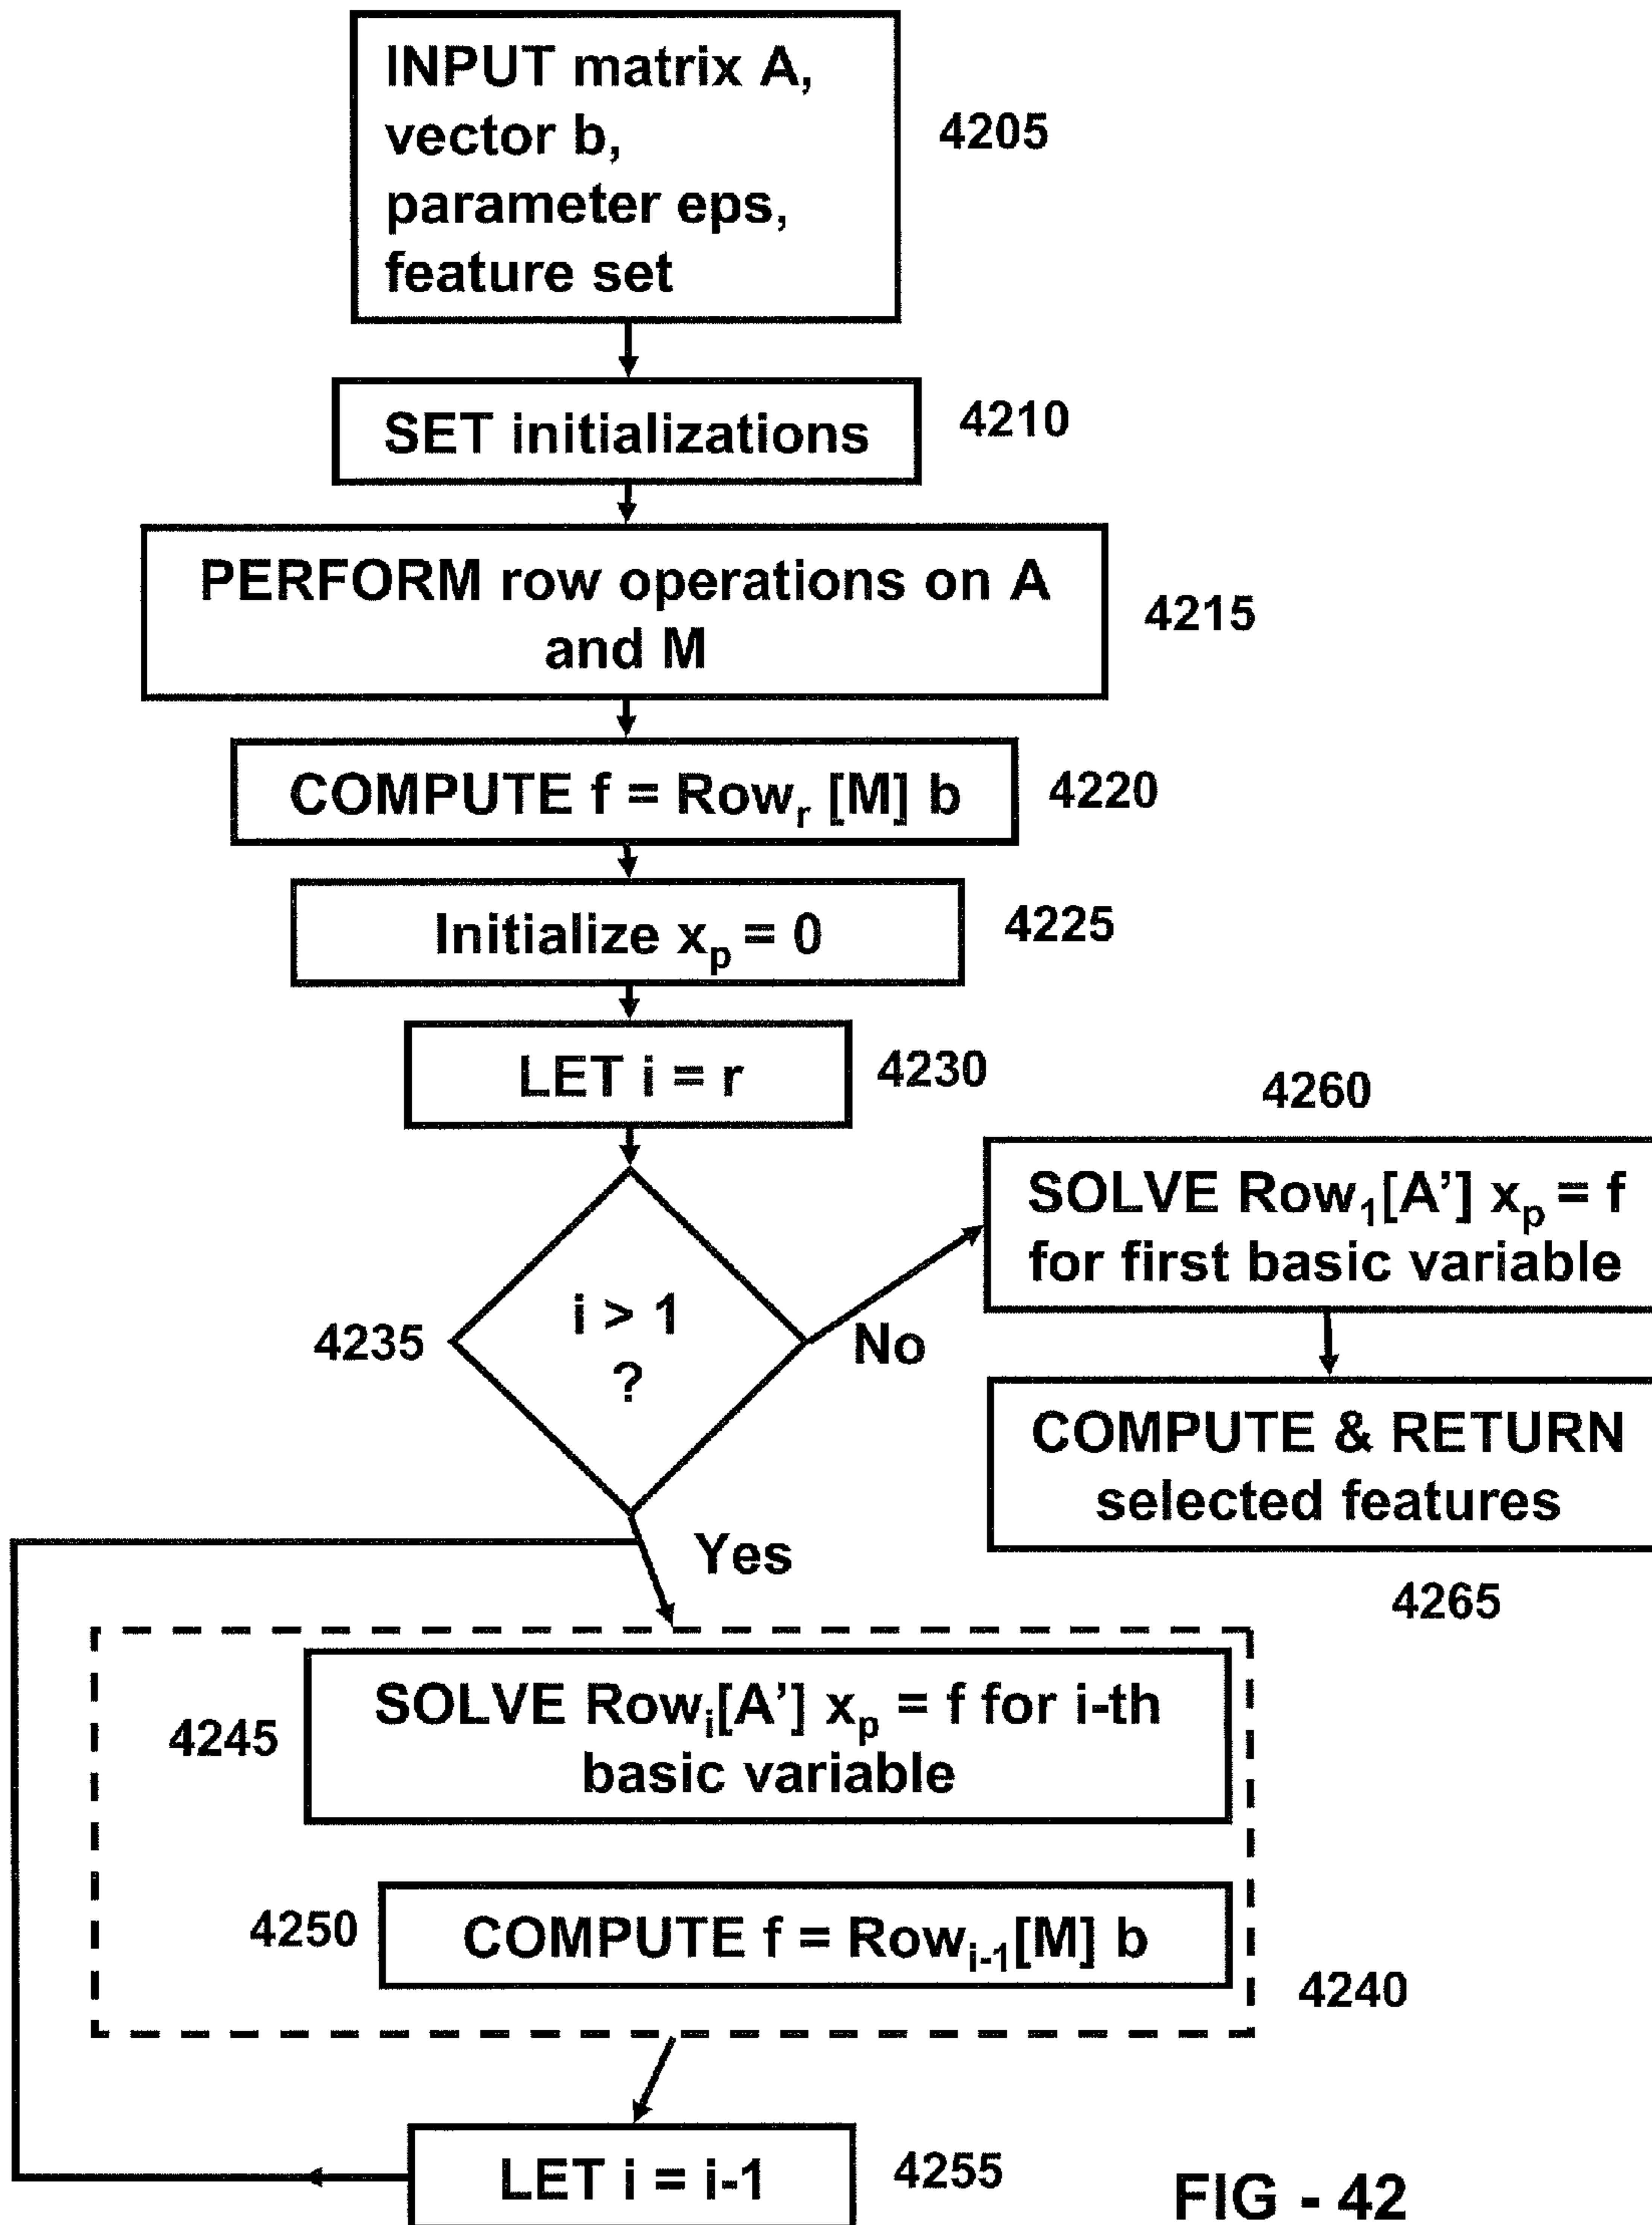 INPUT matrix A,
vector b,
parameter eps,
feature set
4205
SET initializations
4210
PERFORM row operations on A
and M
4215
COMPUTE f = Rowr [M] b
4220
Initialize xp = 0
4225
LET i = r
4230
i > 1
?
4235
No
Yes
4260
SOLVE Row1[A’] xp = f
for first basic variable
COMPUTE & RETURN
selected features
4265
SOLVE Rowi[A’] xp = f for i-th
basic variable
4245
COMPUTE f = Rowi-1[M] b
4250
4240
LET i = i-1
4255
FIG - 42